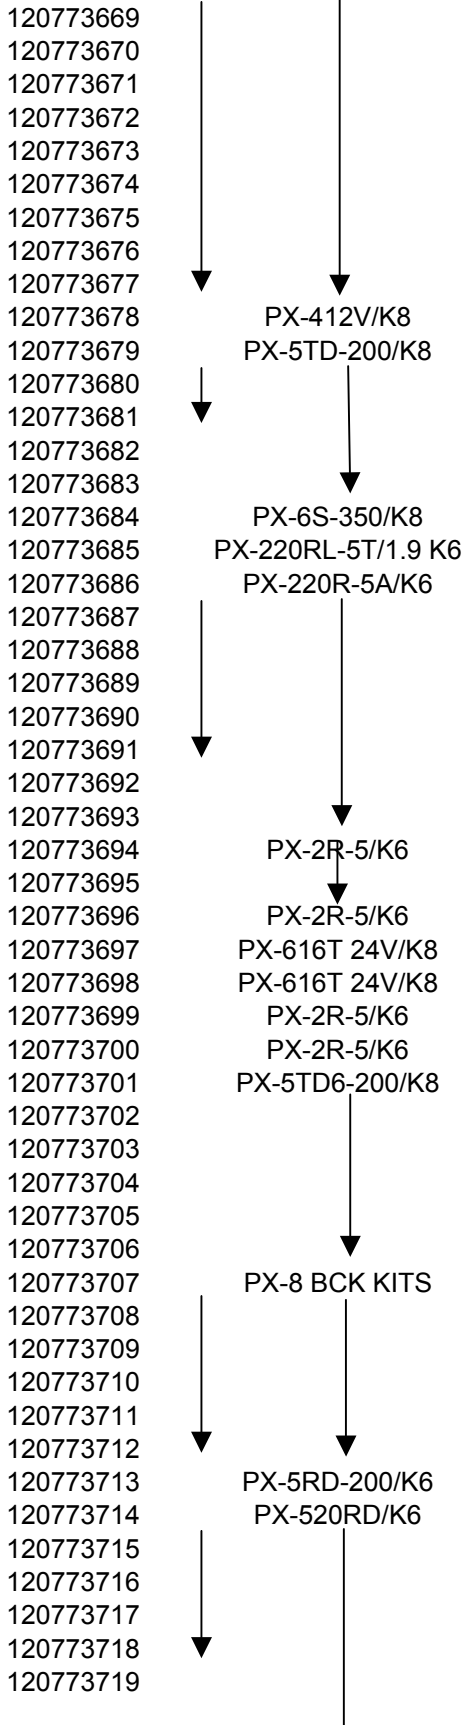 120773669
120773670
120773671
120773672
120773673
120773674
120773675
120773676
120773677
120773678 PX-412V/K8
120773679 PX-5TD-200/K8
120773680
120773681
120773682
120773683
120773684 PX-6S-350/K8
120773685 PX-220RL-5T/1.9 K6
120773686 PX-220R-5A/K6
120773687
120773688
120773689
120773690
120773691
120773692
120773693
120773694 PX-2R-5/K6
120773695
120773696 PX-2R-5/K6
120773697 PX-616T 24V/K8
120773698 PX-616T 24V/K8
120773699 PX-2R-5/K6
120773700 PX-2R-5/K6
120773701 PX-5TD6-200/K8
120773702
120773703
120773704
120773705
120773706
120773707 PX-8 BCK KITS
120773708
120773709
120773710
120773711
120773712
120773713 PX-5RD-200/K6
120773714 PX-520RD/K6
120773715
120773716
120773717
120773718
120773719